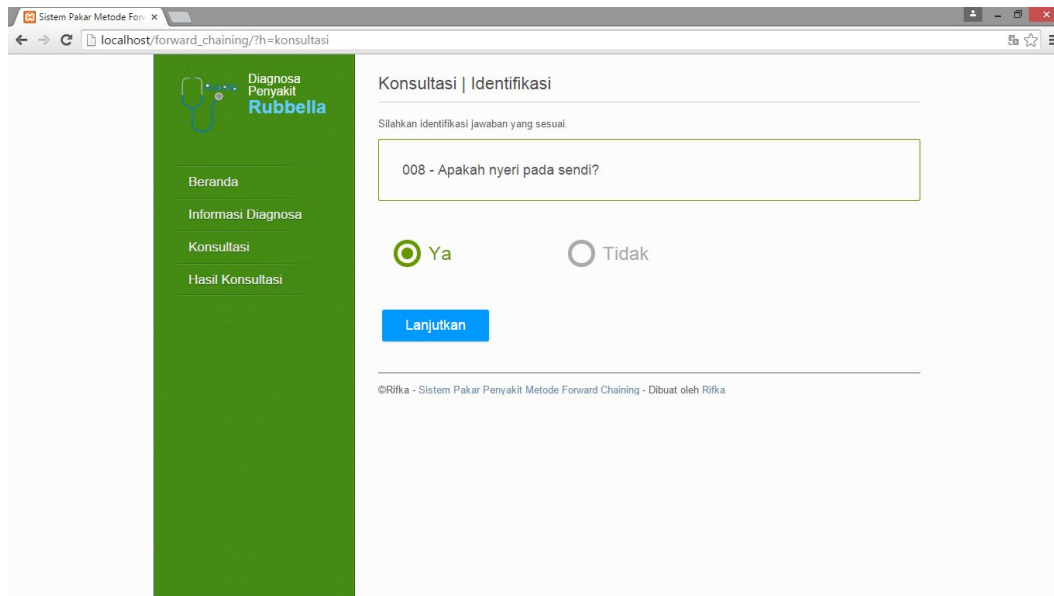 Sistem Pakar Metode For
localhost/forward_chaining/?h=konsultasi
Diagnosa
Penyakit
Rubbella
Beranda
Informasi Diagnosa
Konsultasi
Hasil Konsultasi
Konsultasi | Identifikasi
Silahkan identifikasi jawaban yang sesuai.
008 - Apakah nyeri pada sendi?
Ya
Tidak
Lanjutkan
©Rifka - Sistem Pakar Penyakit Metode Forward Chaining - Dibuat oleh Rifka